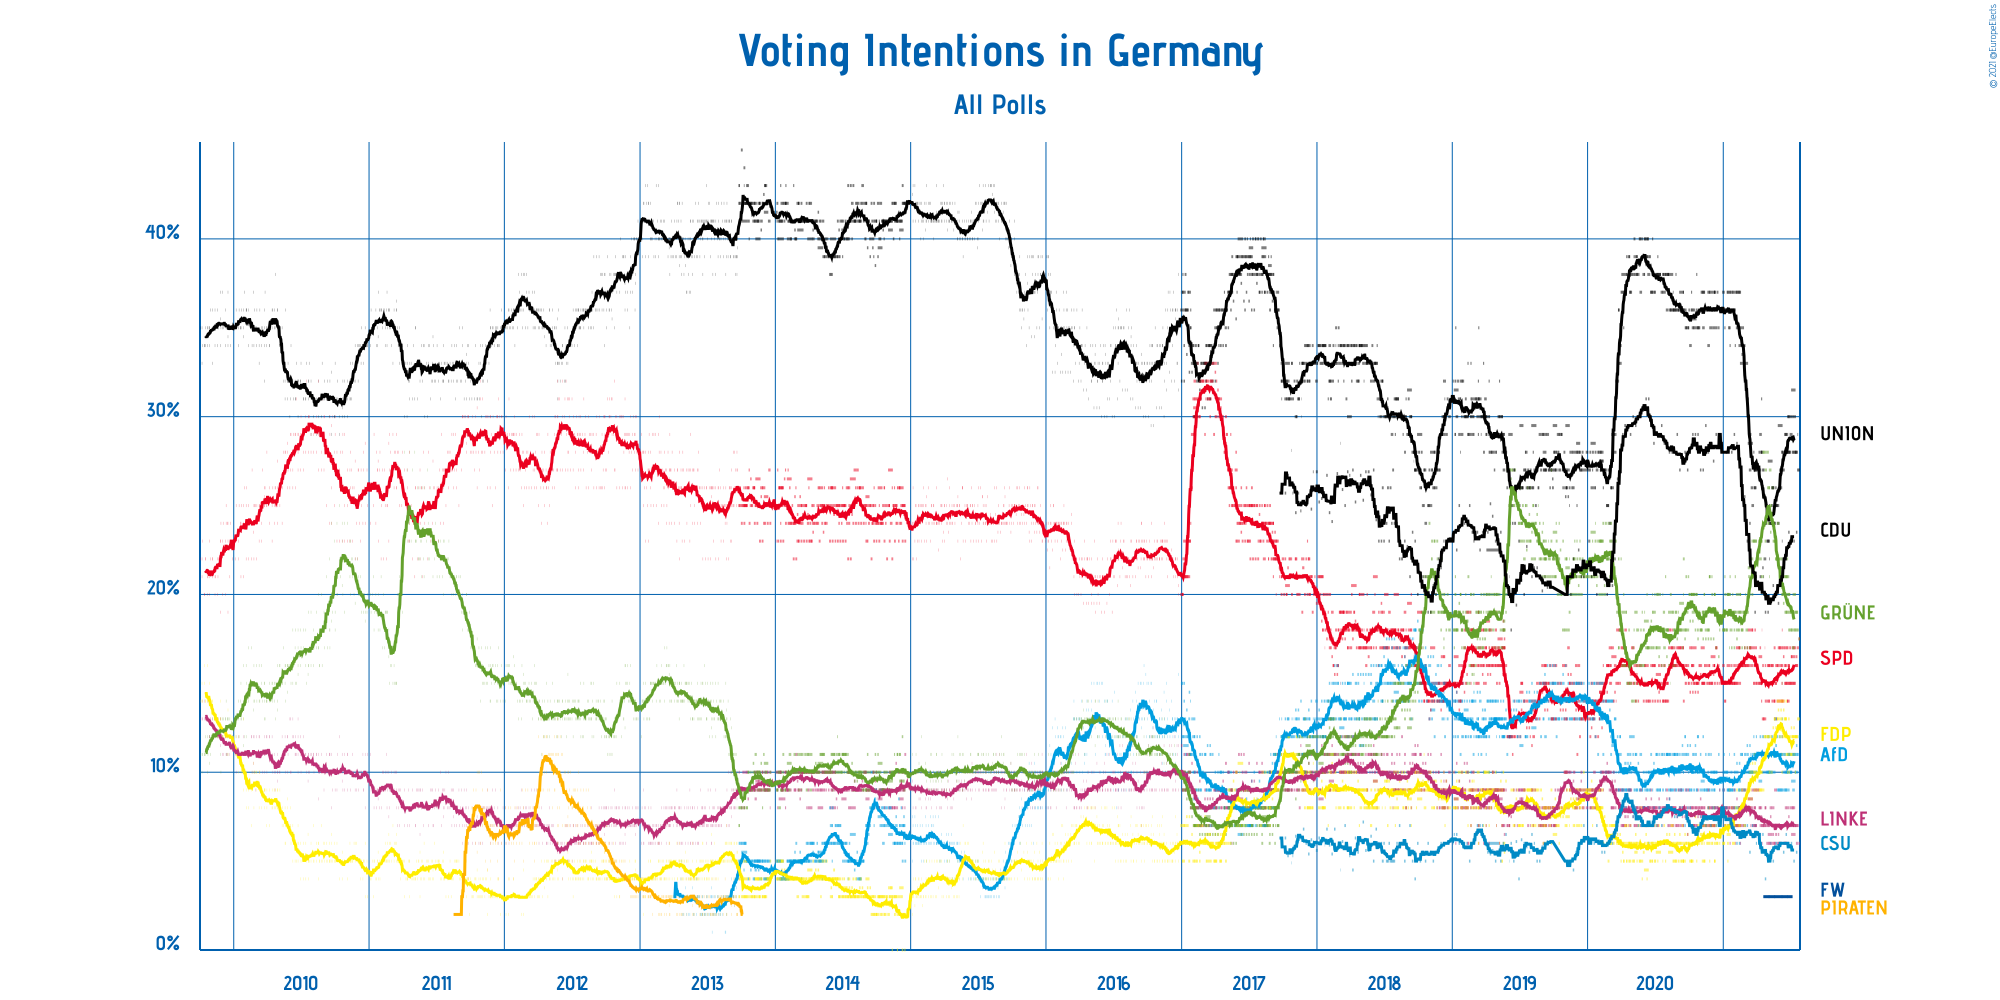 © 2021 @EuropeElects
Voting Intentions in Germany
All Polls
40%
30%
20%
10%
0%
UNION
CDU
GRÜNE
SPD
FDP
AfD
LINKE
CSU
FW
PIRATEN
2010 2011 2012 2013 2014 2015 2016 2017 2018 2019 2020